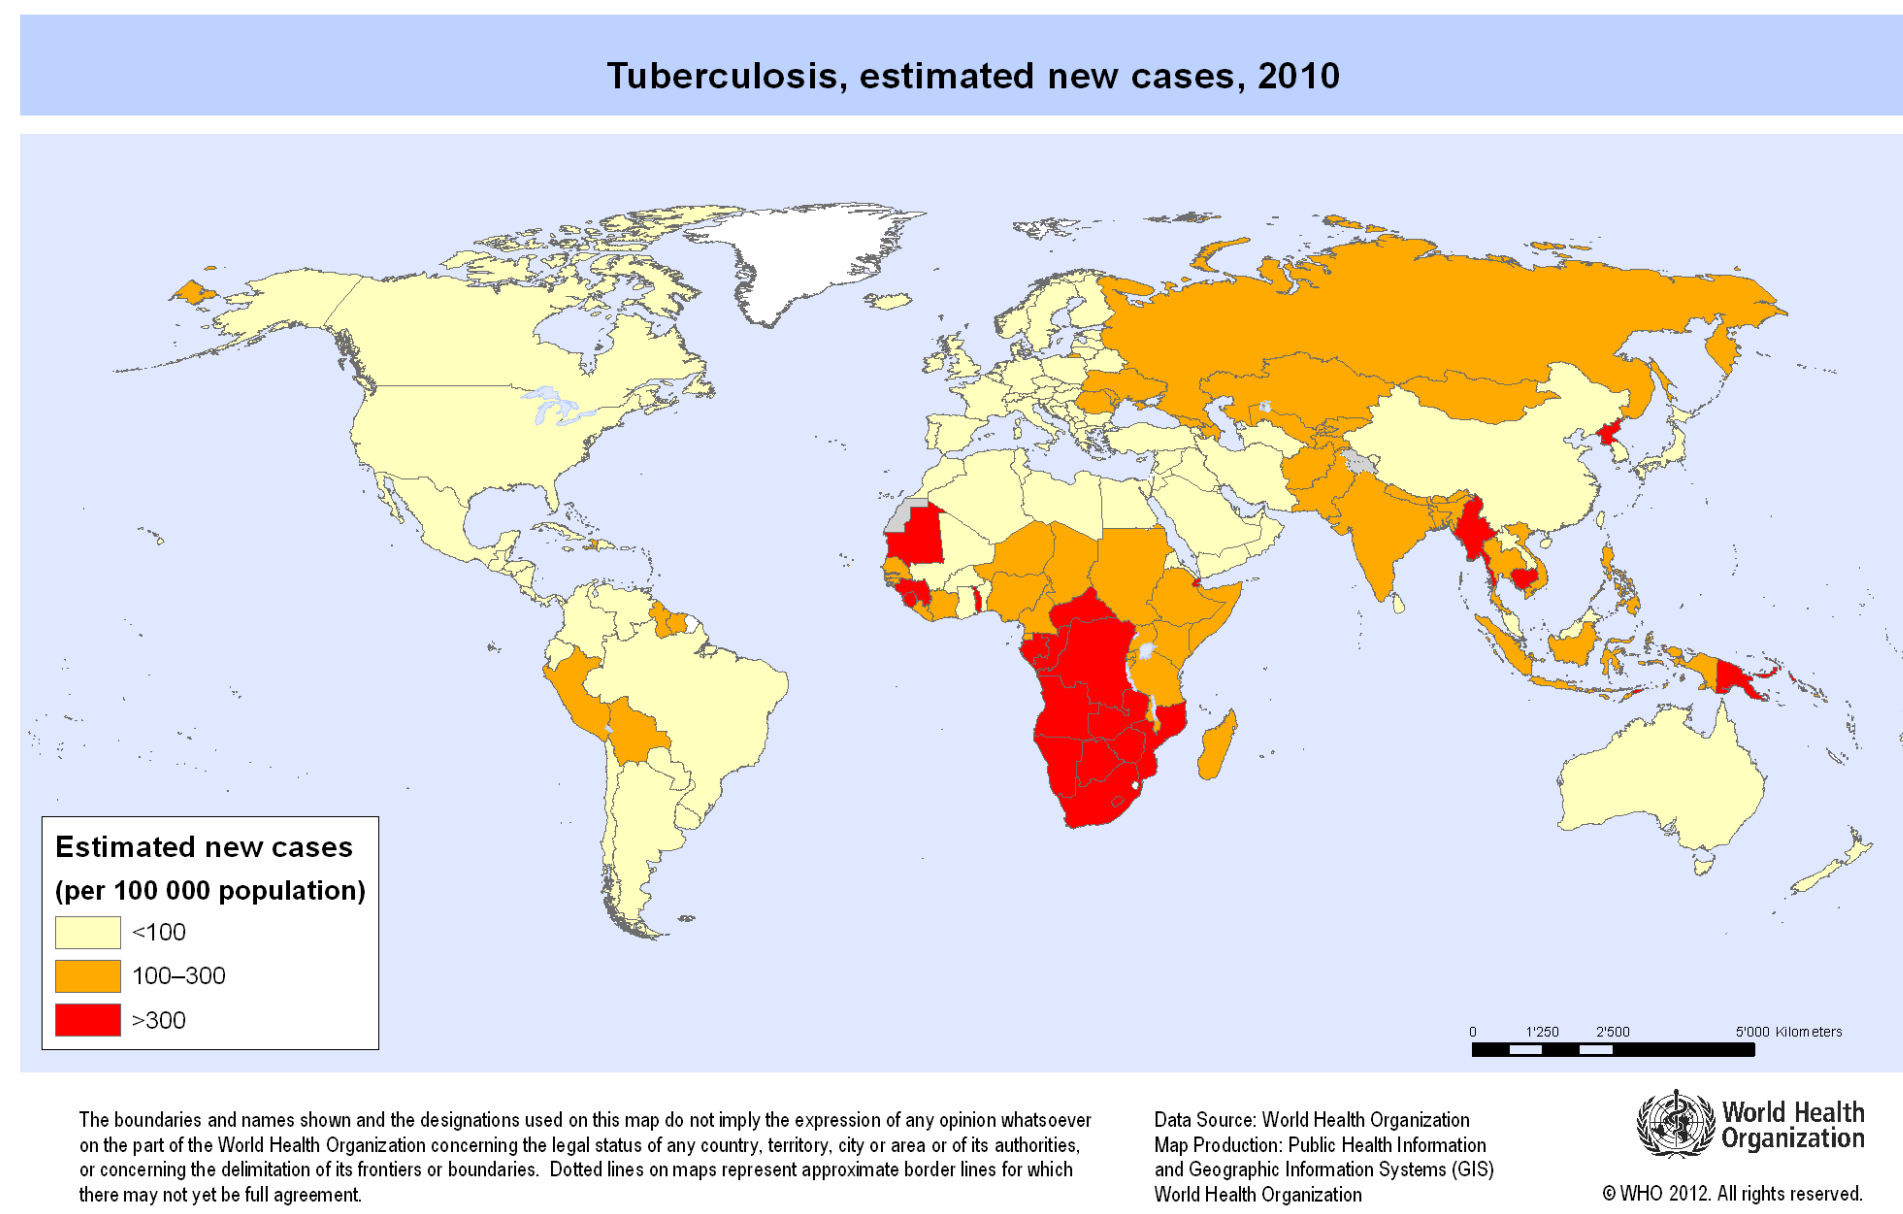 Tuberculosis, estimated new cases, 2010
Estimated new cases
(per 100 000 population)
<100
100–300
>300
0 1'250 2'500 5'000 Kilometers
The boundaries and names shown and the designations used on this map do not imply the expression of any opinion whatsoever
on the part of the World Health Organization concerning the legal status of any country, territory, city or area or of its authorities,
or concerning the delimitation of its frontiers or boundaries.  Dotted lines on maps represent approximate border lines for which
there may not yet be full agreement.
Data Source: World Health Organization
Map Production: Public Health Information
and Geographic Information Systems (GIS)
World Health Organization
World Health
Organization
© WHO 2012. All rights reserved.